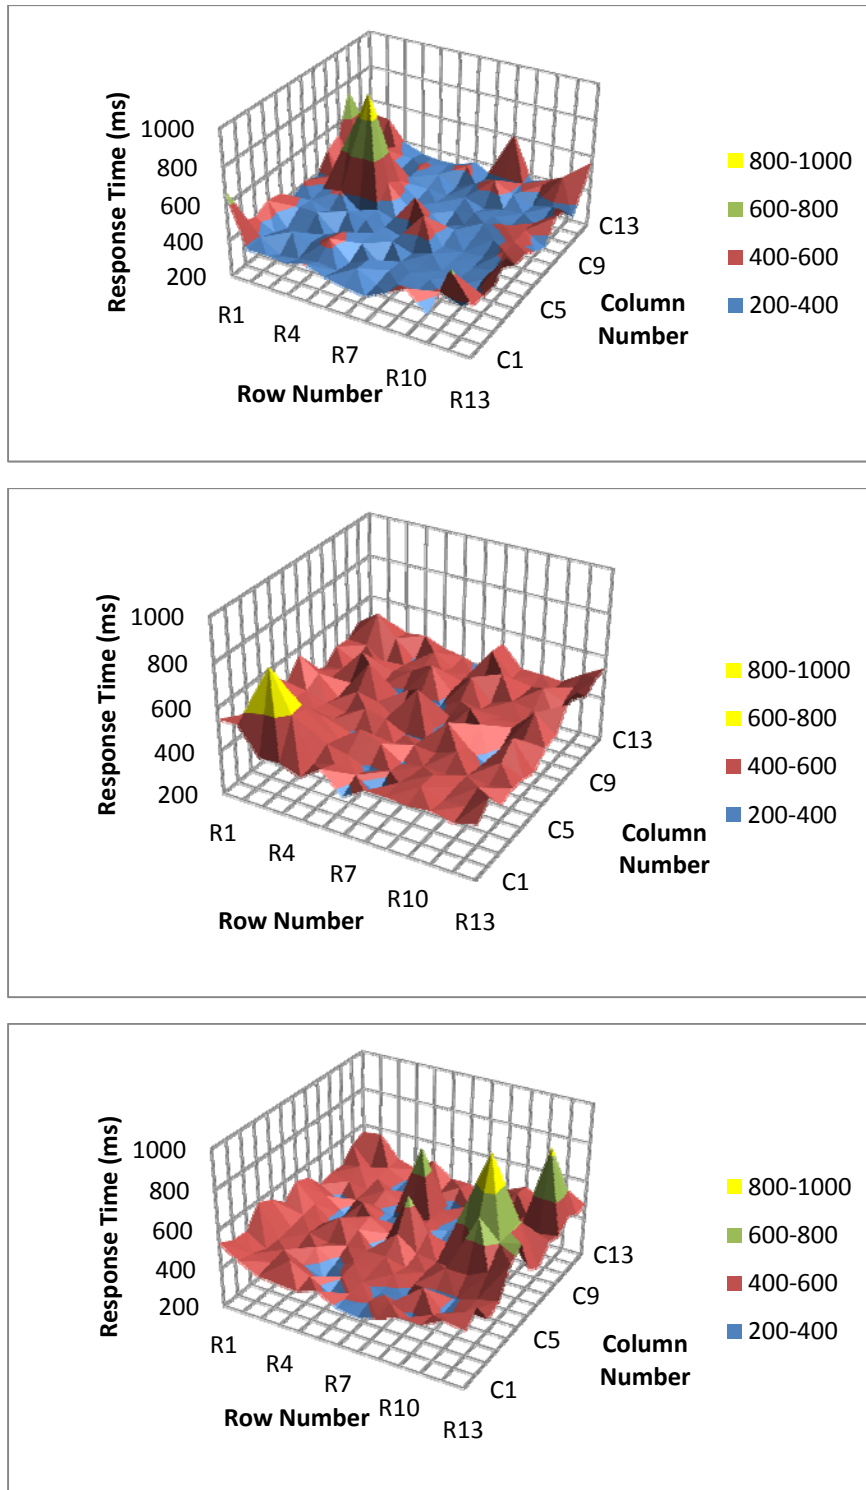 Response Time (ms)
1000
800
600
400
200
R1
R4
R7
R10
R13
Row Number
C1
C5
C9
C13
Column
Number
800-1000
600-800
400-600
200-400
Response Time (ms)
1000
800
600
400
200
R1
R4
R7
R10
R13
Row Number
C1
C5
C9
C13
Column
Number
800-1000
600-800
400-600
200-400
Response Time (ms)
1000
800
600
400
200
R1
R4
R7
R10
R13
Row Number
C1
C5
C9
C13
Column
Number
800-1000
600-800
400-600
200-400